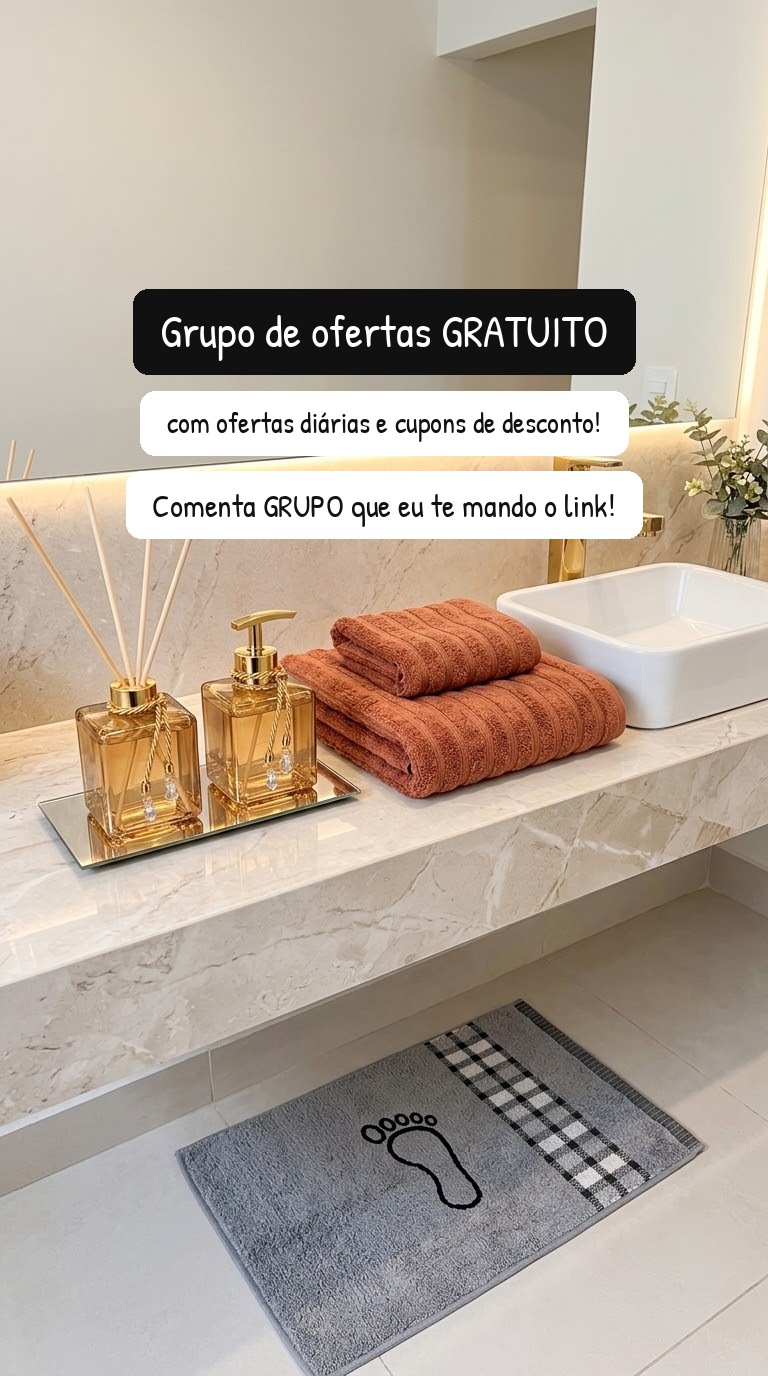 Grupo de ofertas GRATUITO
com ofertas diárias e cupons de desconto!
Comenta GRUPO que eu te mando o link!